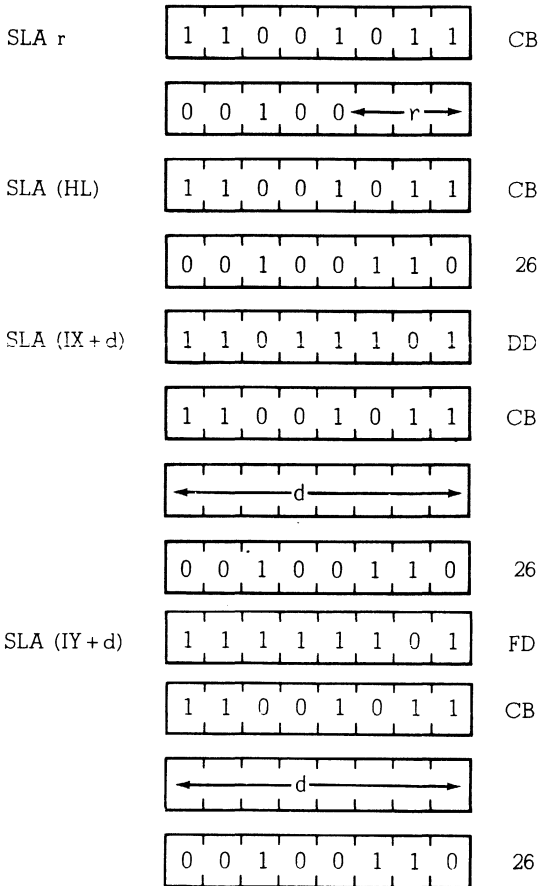 SLA r 1 1 0 0 1 0 1 1 CB
0 0 1 0 0 r
SLA (HL) 1 1 0 0 1 0 1 1 CB
0 0 1 0 0 1 1 0 26
SLA (IX + d) 1 1 0 1 1 1 0 1 DD
1 1 0 0 1 0 1 1 CB
d
0 0 1 0 0 1 1 0 26
SLA (IY + d) 1 1 1 1 1 1 0 1 FD
1 1 0 0 1 0 1 1 CB
d
0 0 1 0 0 1 1 0 26